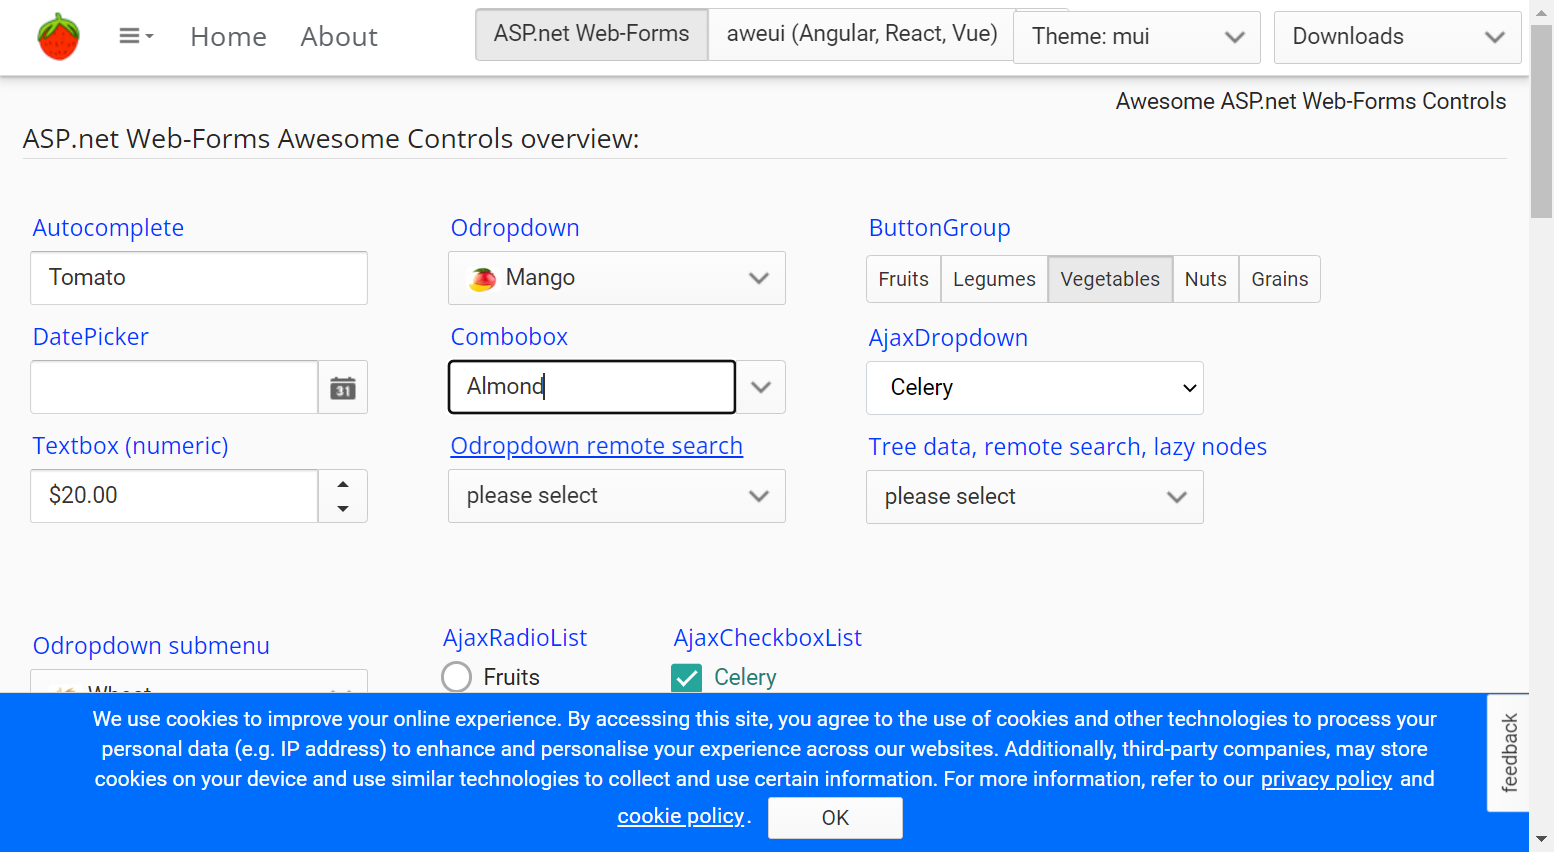 Home
About
ASP.net Web-Forms
aweui (Angular, React, Vue)
Theme: mui
Downloads
Awesome ASP.net Web-Forms Controls
ASP.net Web-Forms Awesome Controls overview:
Autocomplete
Odropdown
ButtonGroup
Tomato
Mango
Fruits
Legumes
Vegetables
Nuts
Grains
DatePicker
Combobox
AjaxDropdown
31
Almond
Celery
Textbox (numeric)
Odropdown remote search
Tree data, remote search, lazy nodes
$20.00
please select
please select
Odropdown submenu
AjaxRadioList
AjaxCheckboxList
Fruits
Celery
Wheat
We use cookies to improve your online experience. By accessing this site, you agree to the use of cookies and other technologies to process your
personal data (e.g. IP address) to enhance and personalise your experience across our websites. Additionally, third-party companies, may store
cookies on your device and use similar technologies to collect and use certain information. For more information, refer to our privacy policy and
cookie policy.
OK
feedback